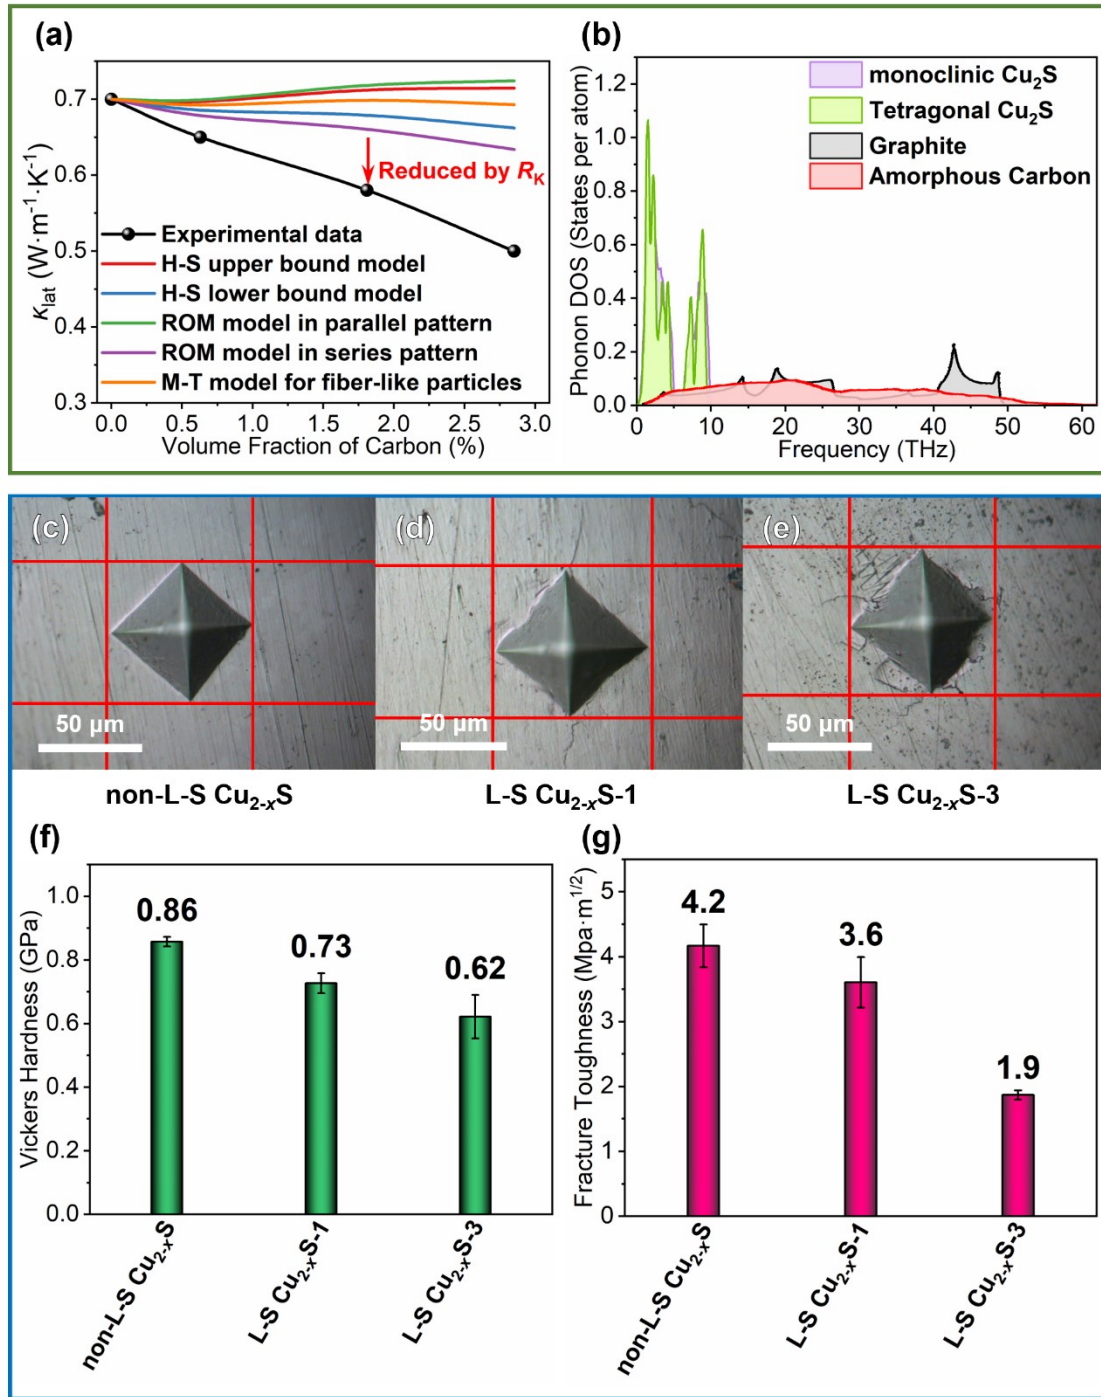 (a)
0.7
0.6
0.5
0.4
0.3
κlat (W·m⁻¹·K⁻¹)
Reduced by RK
Experimental data
H-S upper bound model
H-S lower bound model
ROM model in parallel pattern
ROM model in series pattern
M-T model for fiber-like particles
0.0 0.5 1.0 1.5 2.0 2.5 3.0
Volume Fraction of Carbon (%)
(b)
1.2
1.0
0.8
0.6
0.4
0.2
0.0
Phonon DOS (States per atom)
monoclinic Cu₂S
Tetragonal Cu₂S
Graphite
Amorphous Carbon
0 10 20 30 40 50 60
Frequency (THz)
(c)
50 μm
non-L-S Cu₂₋ₓS
(d)
50 μm
L-S Cu₂₋ₓS-1
(e)
50 μm
L-S Cu₂₋ₓS-3
(f)
1.0
0.8
0.6
0.4
0.2
0.0
Vickers Hardness (GPa)
0.86
0.73
0.62
non-L-S Cu₂₋ₓS
L-S Cu₂₋ₓS-1
L-S Cu₂₋ₓS-3
(g)
5
4
3
2
1
0
Fracture Toughness (Mpa·m¹/²)
4.2
3.6
1.9
non-L-S Cu₂₋ₓS
L-S Cu₂₋ₓS-1
L-S Cu₂₋ₓS-3